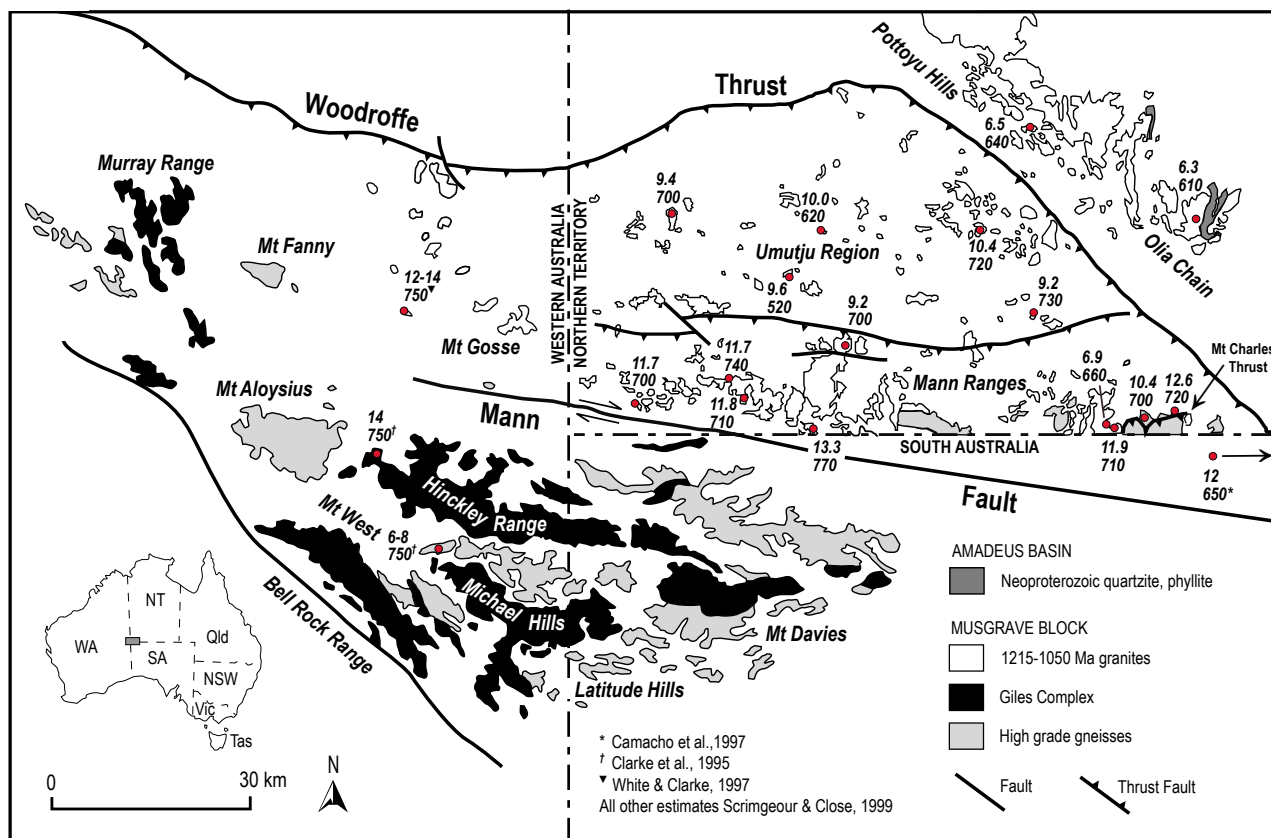 Pottoyu Hills
Woodroffe
Thrust
6.5
640
Murray Range
6.3
610
9.4
700
10.0
620
Mt Fanny
Umutju Region
10.4
720
Olia Chain
12-14
750▼
WESTERN AUSTRALIA
NORTHERN TERRITORY
9.6
520
9.2
700
9.2
730
Mt Gosse
Mt Charles
Thrust
11.7
740
11.7
700
Mann Ranges
6.9
660
10.4
700
12.6
720
Mt Aloysius
Mann
11.8
710
14
750†
13.3
770
SOUTH AUSTRALIA
11.9
710
12
650*
Fault
Hinckley Range
Mt West
6-8
750†
Michael Hills
Bell Rock Range
Mt Davies
Latitude Hills
AMADEUS BASIN
Neoproterozoic quartzite, phyllite
MUSGRAVE BLOCK
1215-1050 Ma granites
Giles Complex
High grade gneisses
Fault
Thrust Fault
WA
NT
SA
Qld
NSW
Vic
Tas
0
30 km
N
* Camacho et al.,1997
† Clarke et al., 1995
▼ White & Clarke, 1997
All other estimates Scrimgeour & Close, 1999